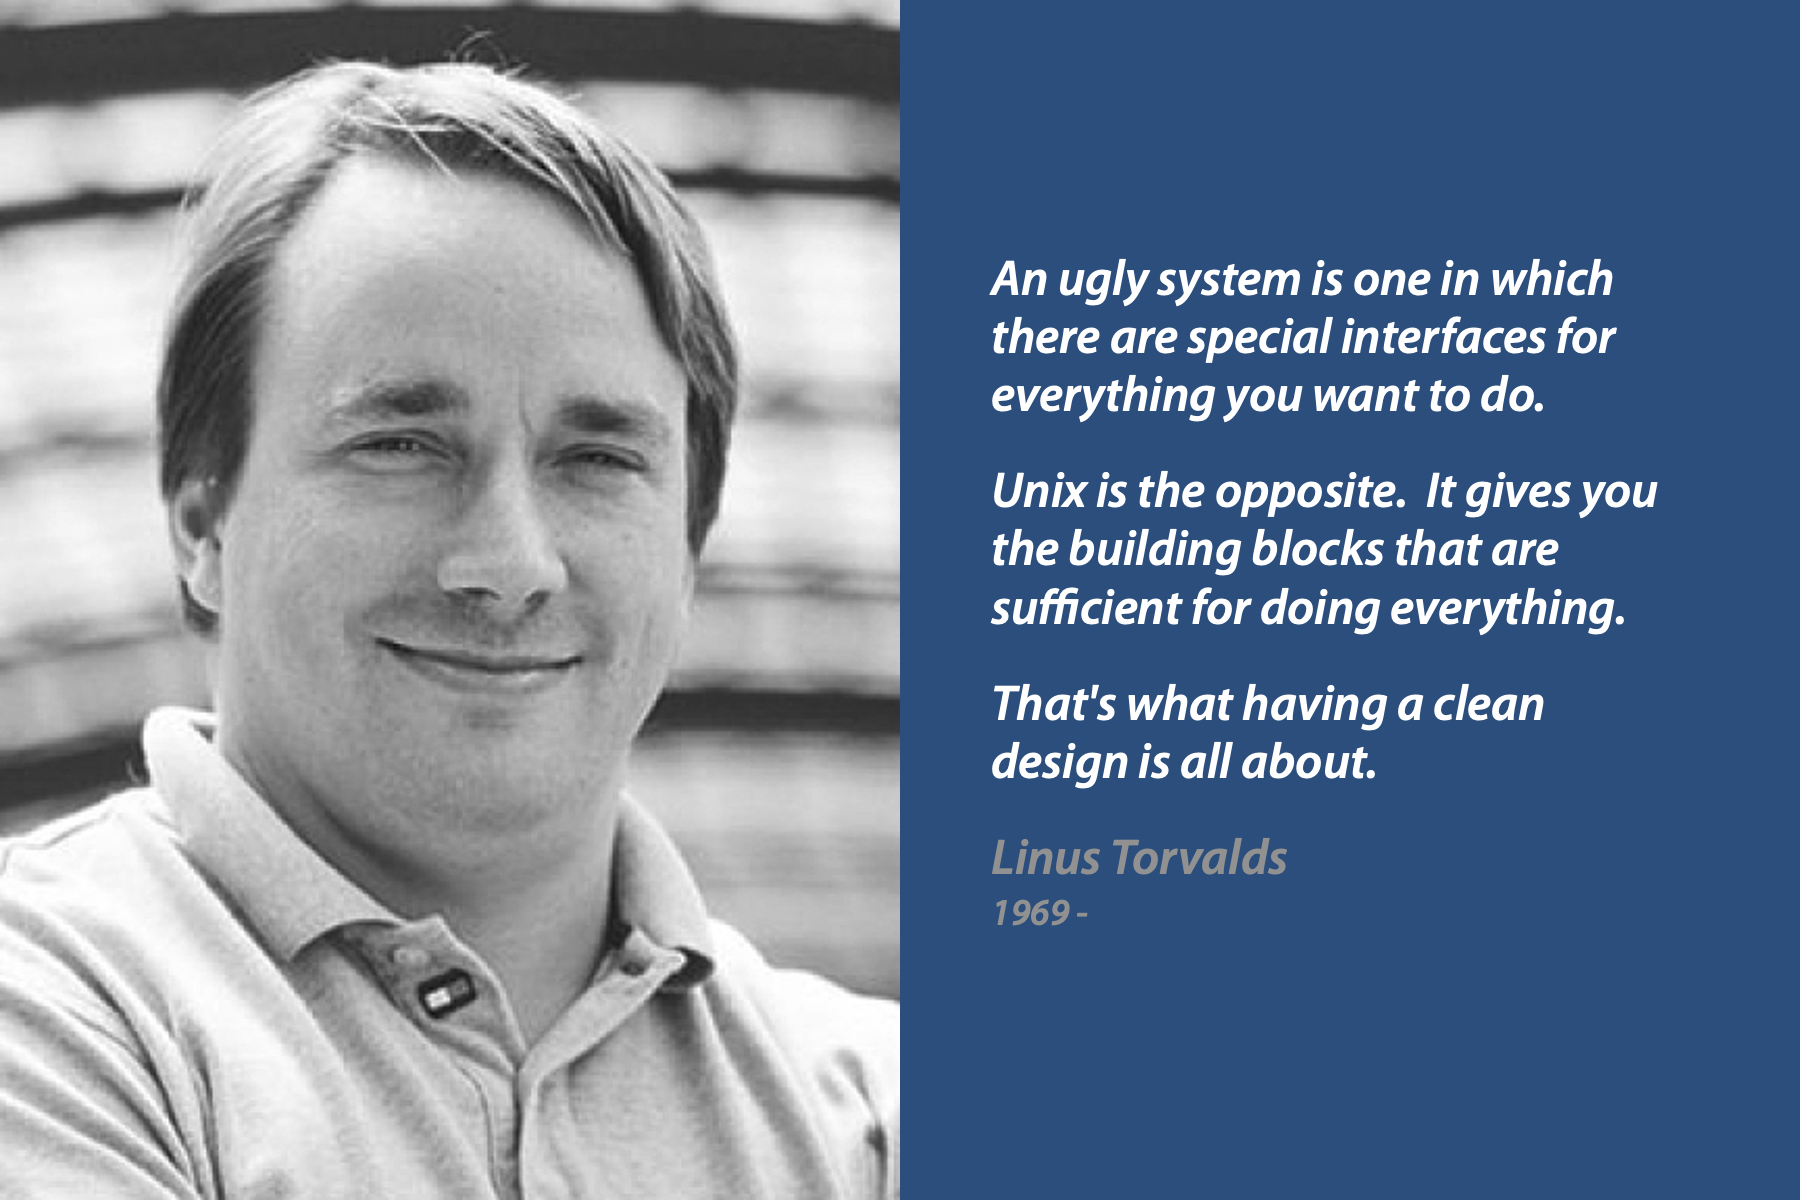 An ugly system is one in which
there are special interfaces for
everything you want to do.
Unix is the opposite.  It gives you
the building blocks that are
sufficient for doing everything.
That's what having a clean
design is all about.
Linus Torvalds
1969 -